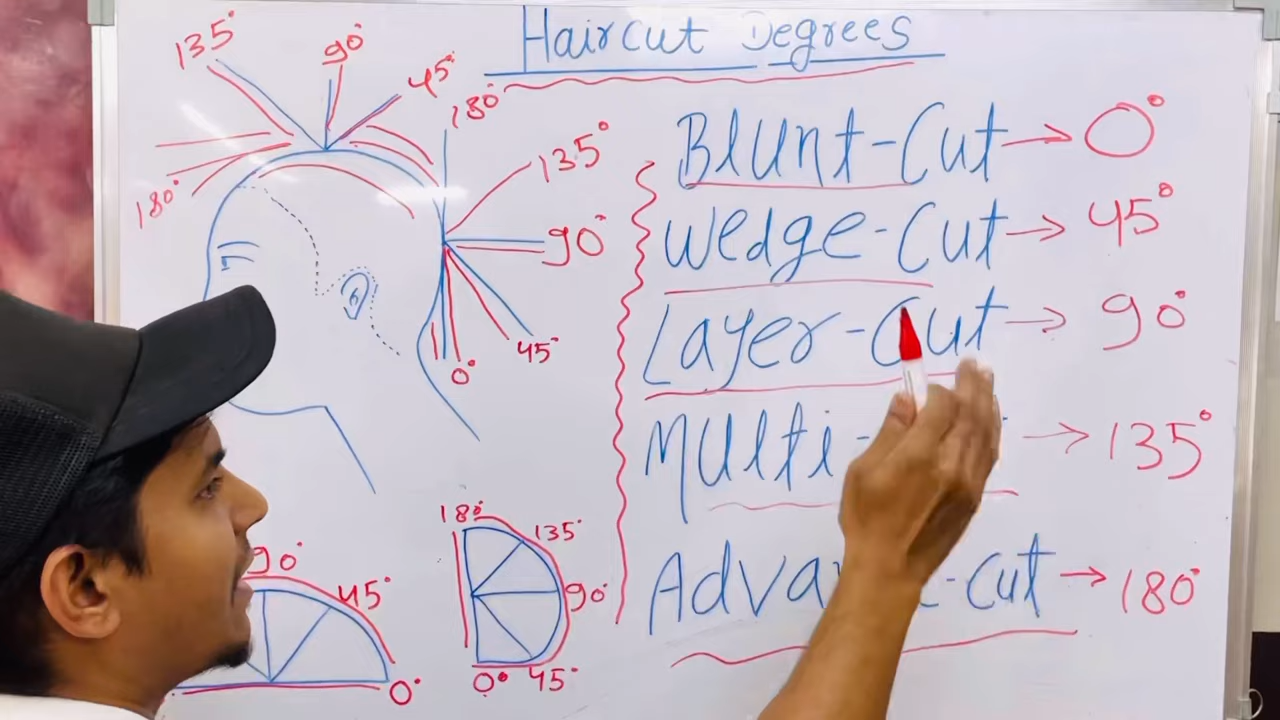 Haircut Degrees
135°
90°
45°
180°
180°
135°
90°
45°
0°
Blunt-Cut → 0°
Wedge-Cut → 45°
Layer-Cut → 90°
Multi- → 135°
-Cut → 180°
90°
45°
0°
180°
135°
90°
45°
0°